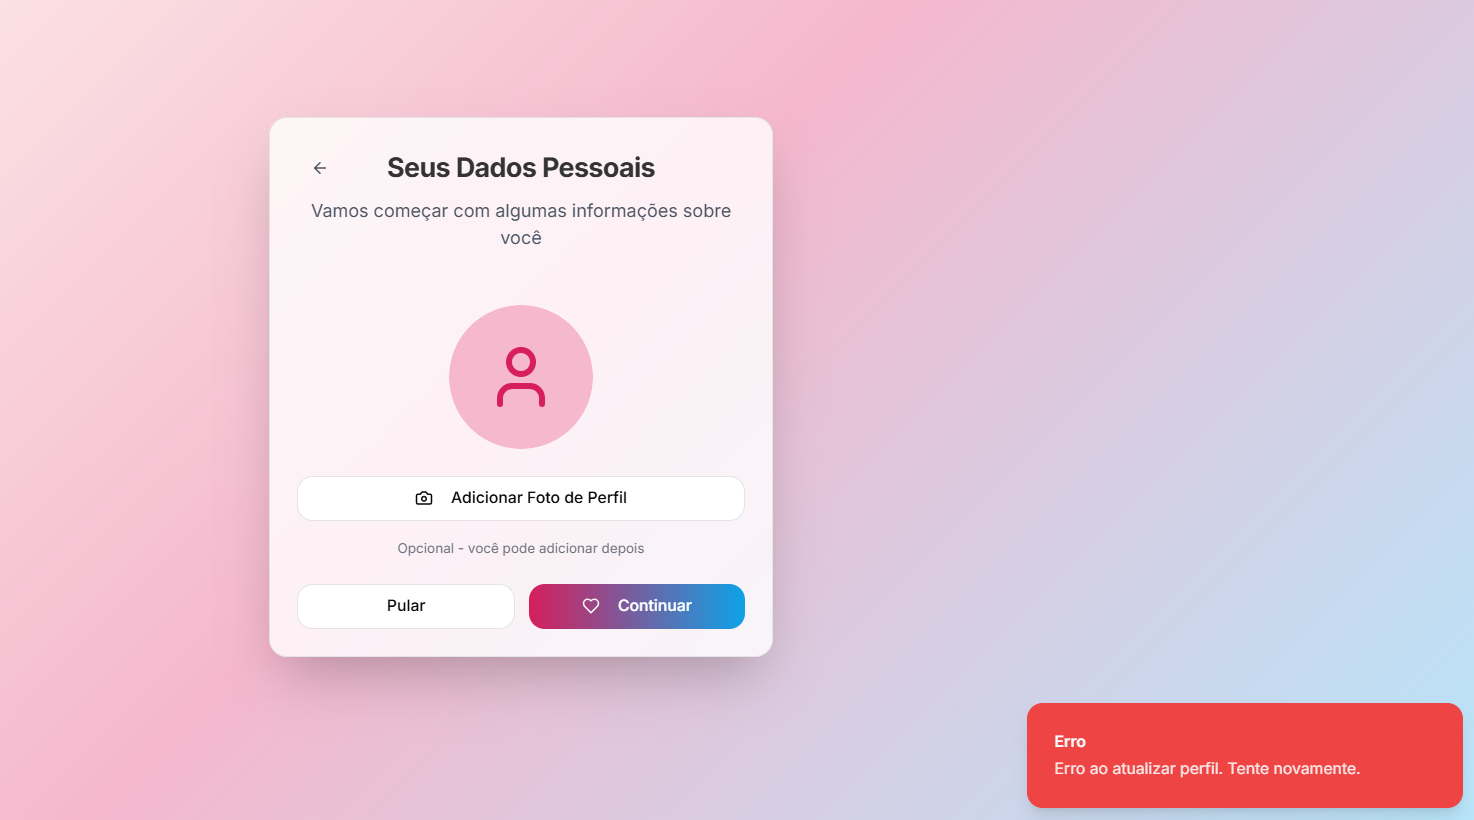 Seus Dados Pessoais
Vamos começar com algumas informações sobre
você
Adicionar Foto de Perfil
Opcional - você pode adicionar depois
Pular
Continuar
Erro
Erro ao atualizar perfil. Tente novamente.